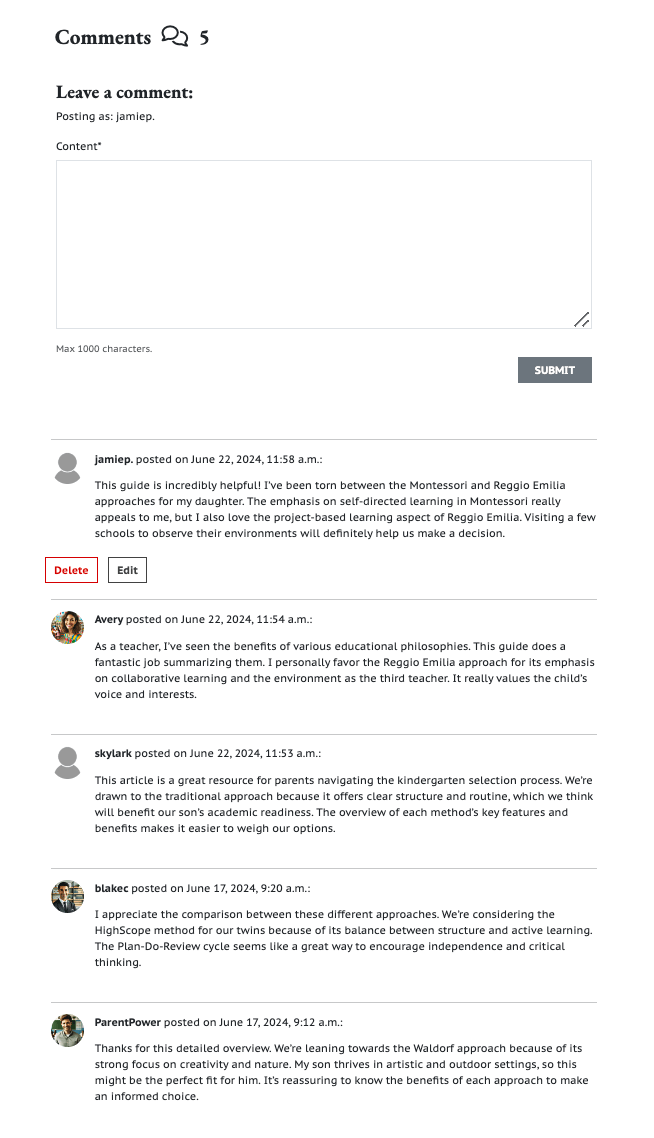 Comments 5
Leave a comment:
Posting as: jamiep.
Content*
Max 1000 characters.
SUBMIT
jamiep. posted on June 22, 2024, 11:58 a.m.:
This guide is incredibly helpful! I've been torn between the Montessori and Reggio Emilia
approaches for my daughter. The emphasis on self-directed learning in Montessori really
appeals to me, but I also love the project-based learning aspect of Reggio Emilia. Visiting a few
schools to observe their environments will definitely help us make a decision.
Delete Edit
Avery posted on June 22, 2024, 11:54 a.m.:
As a teacher, I've seen the benefits of various educational philosophies. This guide does a
fantastic job summarizing them. I personally favor the Reggio Emilia approach for its emphasis
on collaborative learning and the environment as the third teacher. It really values the child's
voice and interests.
skylark posted on June 22, 2024, 11:53 a.m.:
This article is a great resource for parents navigating the kindergarten selection process. We're
drawn to the traditional approach because it offers clear structure and routine, which we think
will benefit our son's academic readiness. The overview of each method's key features and
benefits makes it easier to weigh our options.
blakec posted on June 17, 2024, 9:20 a.m.:
I appreciate the comparison between these different approaches. We're considering the
HighScope method for our twins because of its balance between structure and active learning.
The Plan-Do-Review cycle seems like a great way to encourage independence and critical
thinking.
ParentPower posted on June 17, 2024, 9:12 a.m.:
Thanks for this detailed overview. We're leaning towards the Waldorf approach because of its
strong focus on creativity and nature. My son thrives in artistic and outdoor settings, so this
might be the perfect fit for him. It's reassuring to know the benefits of each approach to make
an informed choice.